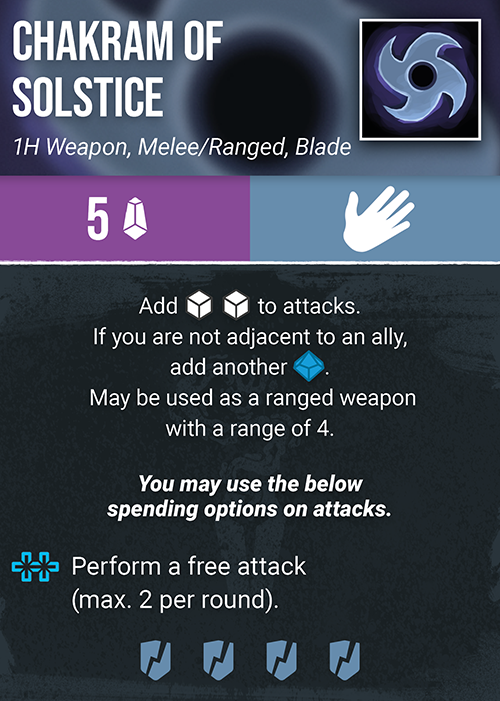 CHAKRAM OF
SOLSTICE
1H Weapon, Melee/Ranged, Blade
5
Add to attacks.
If you are not adjacent to an ally,
add another .
May be used as a ranged weapon
with a range of 4.
You may use the below
spending options on attacks.
Perform a free attack
(max. 2 per round).